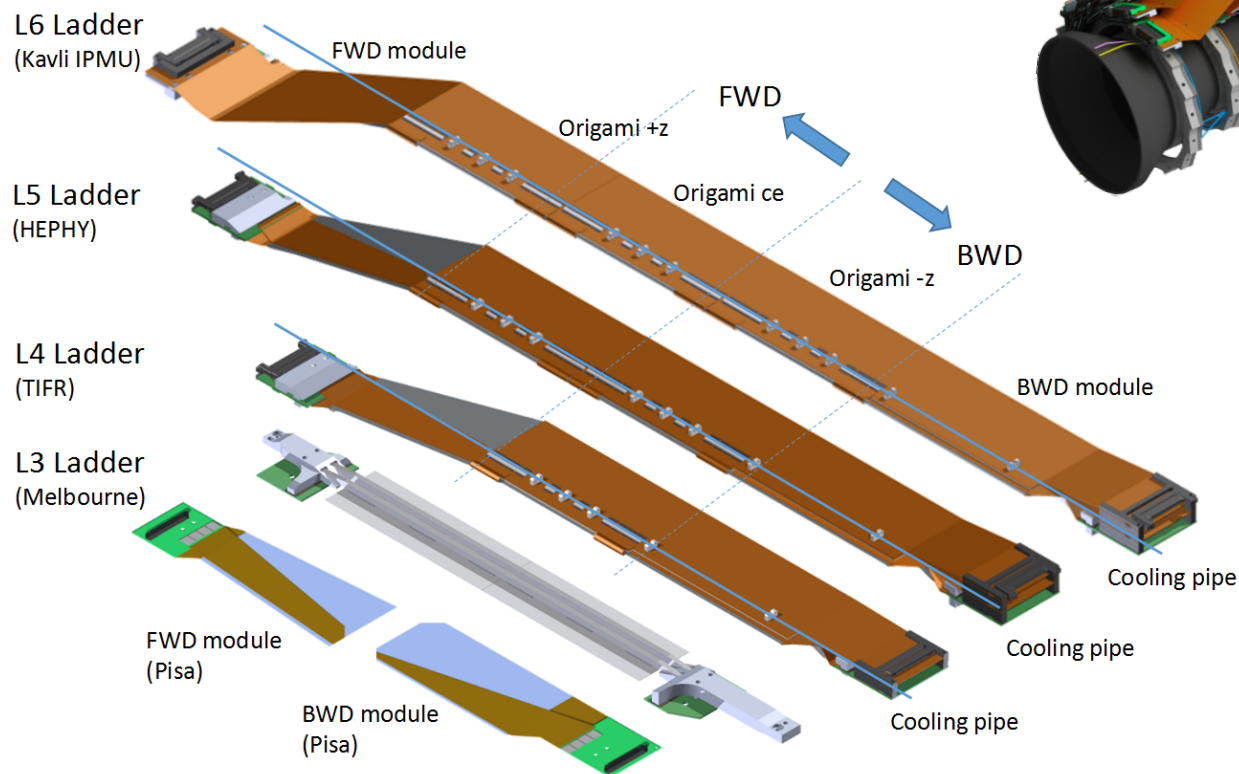 L6 Ladder
(Kavli IPMU)
FWD module
FWD
Origami +z
Origami ce
L5 Ladder
(HEPHY)
BWD
Origami -z
L4 Ladder
(TIFR)
BWD module
L3 Ladder
(Melbourne)
Cooling pipe
FWD module
(Pisa)
Cooling pipe
BWD module
(Pisa)
Cooling pipe